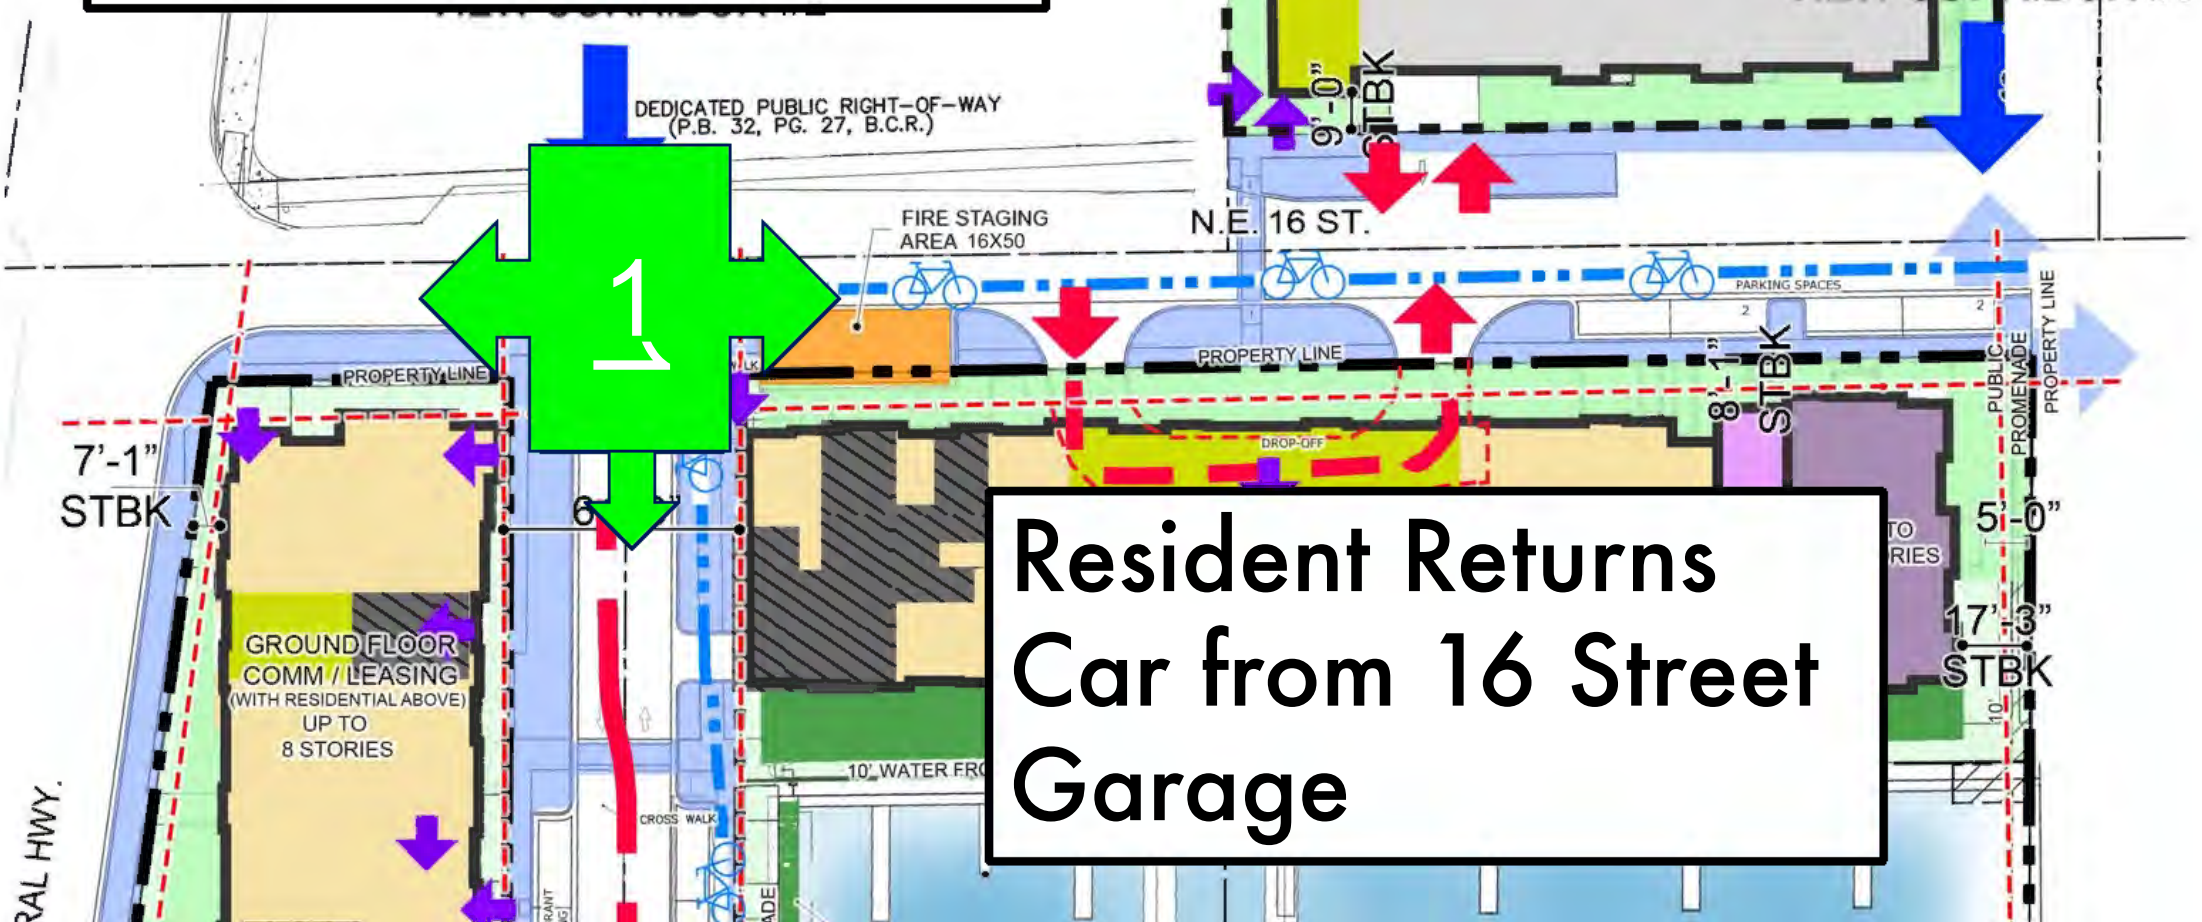 DEDICATED PUBLIC RIGHT-OF-WAY
(P.B. 32, PG. 27, B.C.R.)
9'-0"
STBK
FIRE STAGING
AREA 16X50
N.E. 16 ST.
1
PARKING SPACES
2
2
PROPERTY LINE
PROPERTY LINE
PROPERTY LINE
PUBLIC
PROMENADE
8'-1"
STBK
7'-1"
STBK
DROP-OFF
5'-0"
17'-3"
STBK
10'
Resident Returns
Car from 16 Street
Garage
GROUND FLOOR
COMM / LEASING
(WITH RESIDENTIAL ABOVE)
UP TO
8 STORIES
10' WATER
CROSS WALK
HWY.